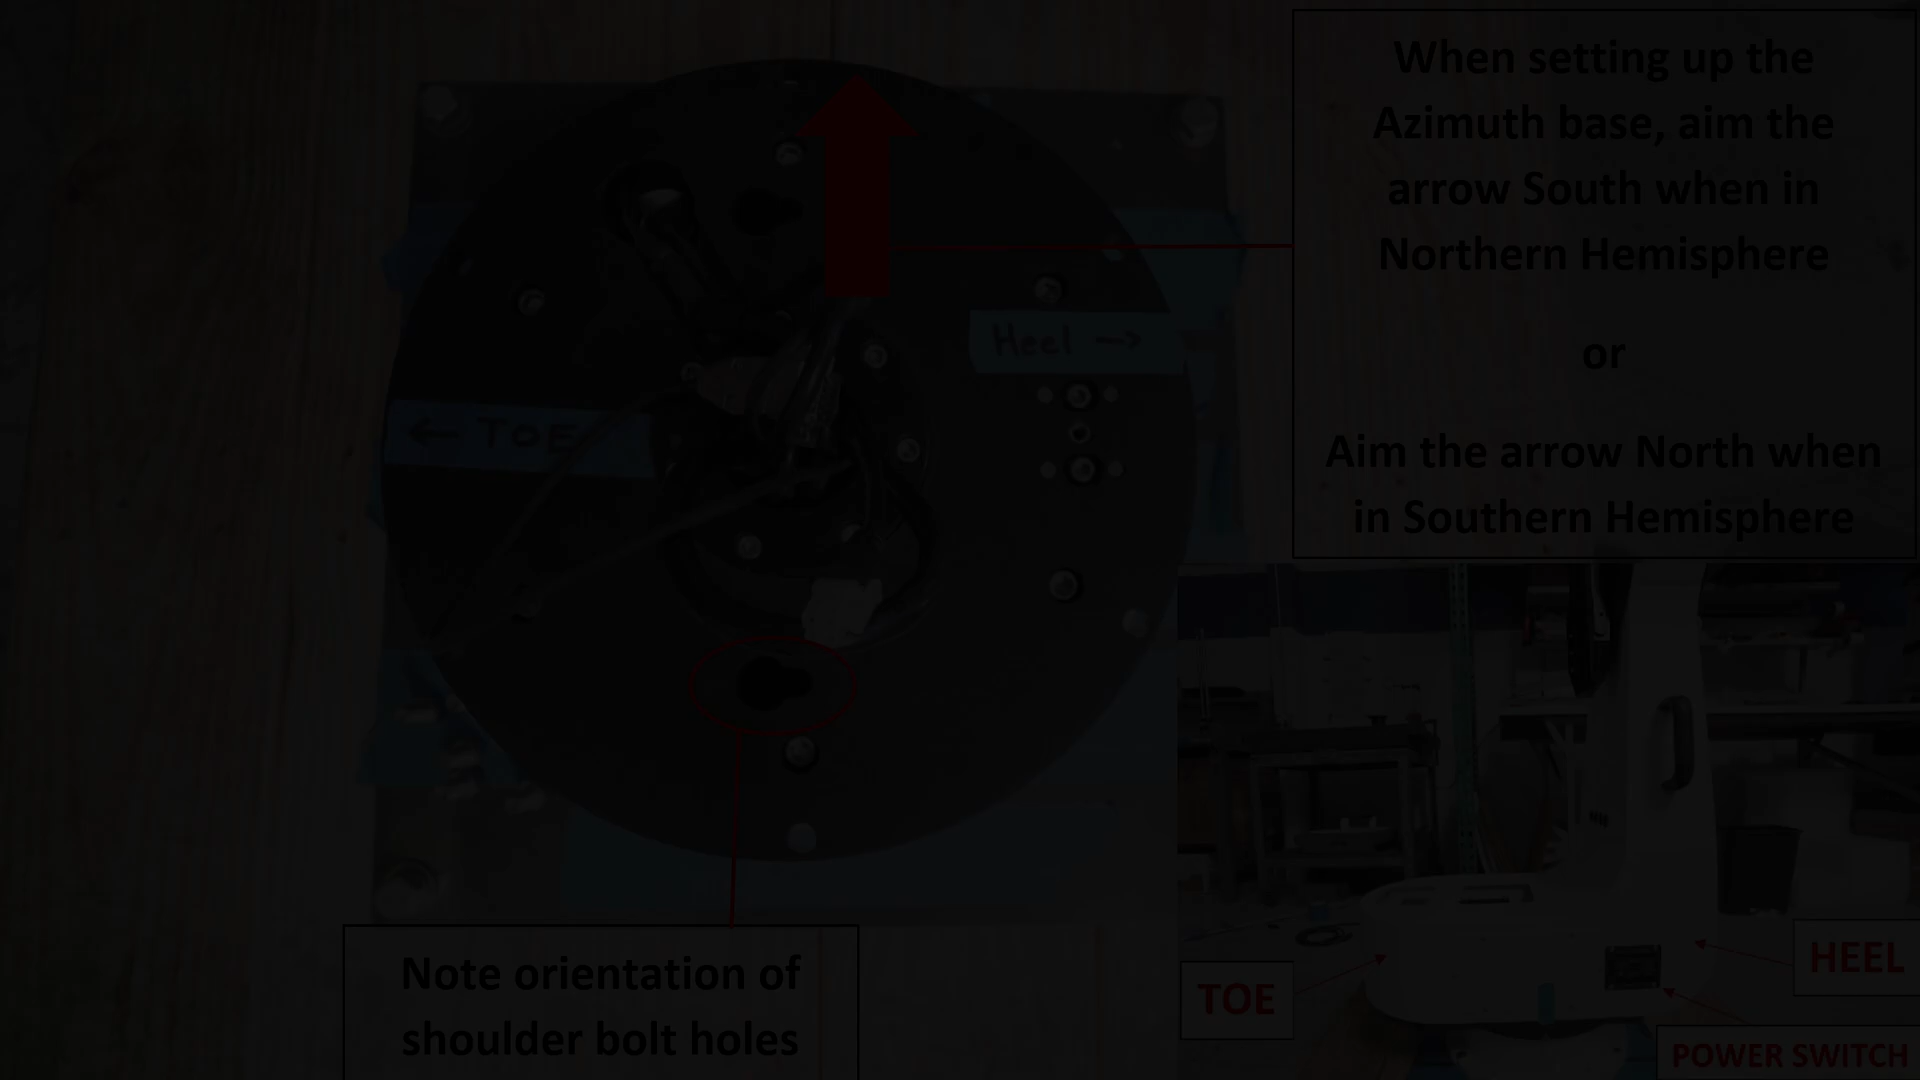 When setting up the
Azimuth base, aim the
arrow South when in
Northern Hemisphere
or
Aim the arrow North when
in Southern Hemisphere
Heel →
← TOE
Note orientation of
shoulder bolt holes
TOE
HEEL
POWER SWITCH